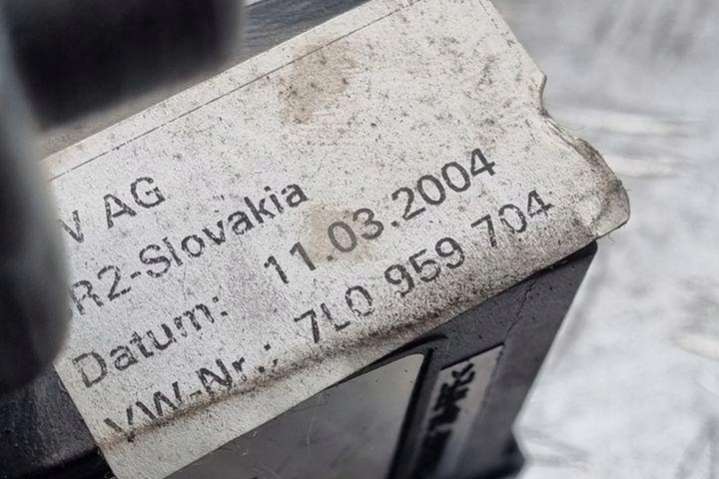 W AG
R2-Slovakia
Datum: 11.03.2004
VW-Nr.: 7L0 959 704